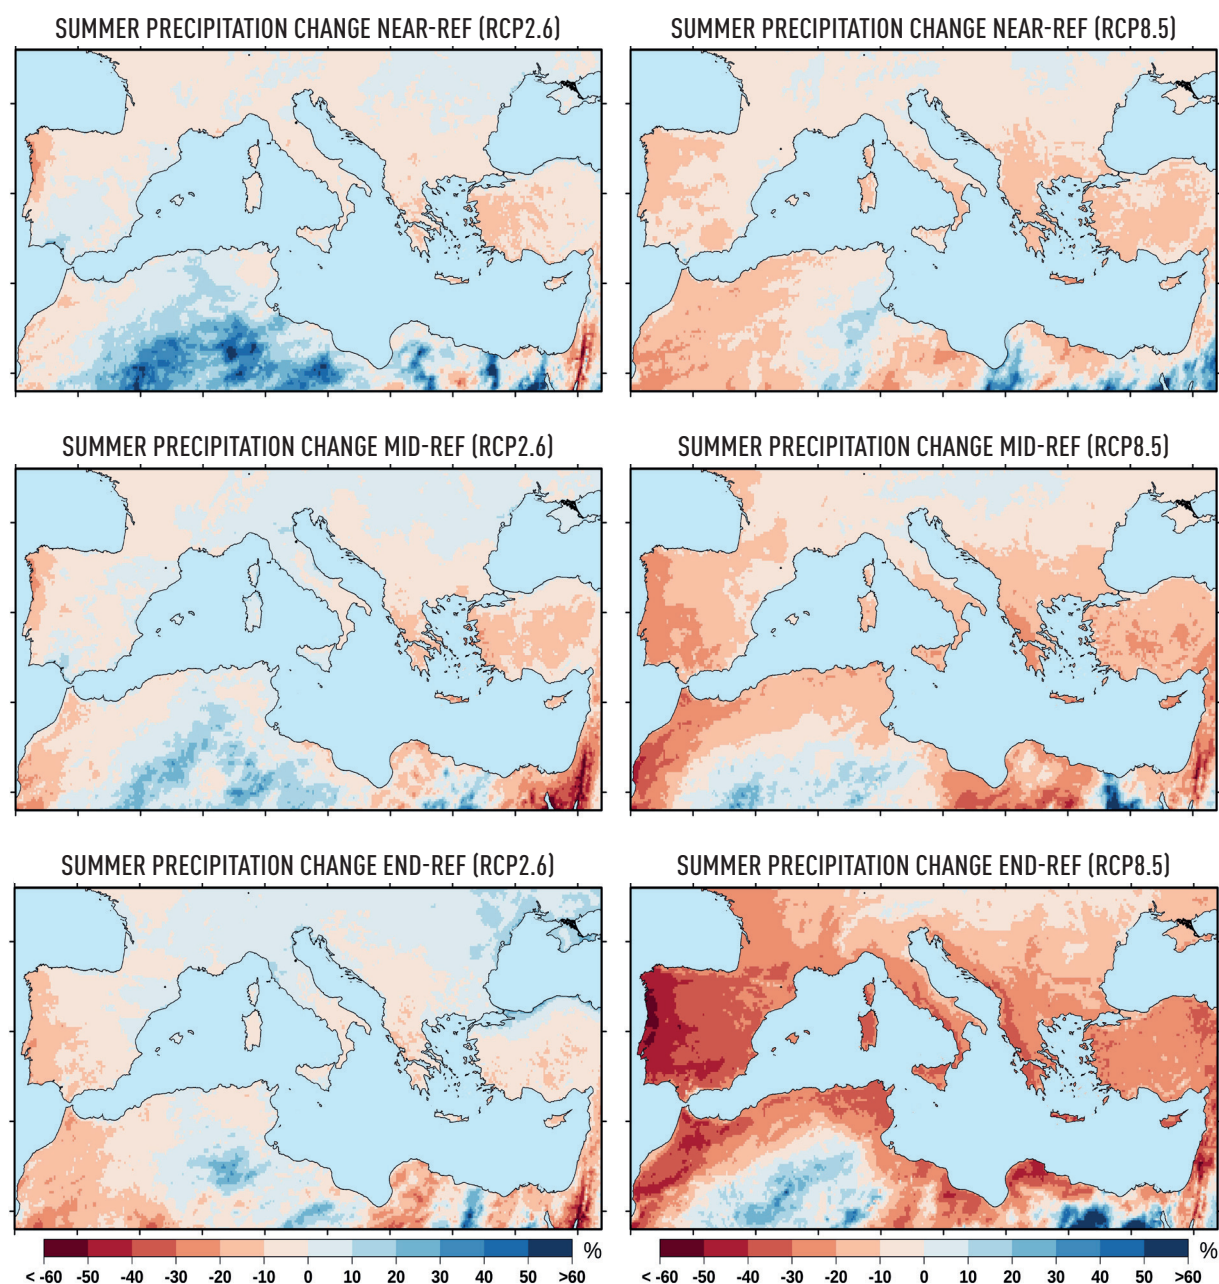 SUMMER PRECIPITATION CHANGE NEAR-REF (RCP2.6)
SUMMER PRECIPITATION CHANGE NEAR-REF (RCP8.5)
SUMMER PRECIPITATION CHANGE MID-REF (RCP2.6)
SUMMER PRECIPITATION CHANGE MID-REF (RCP8.5)
SUMMER PRECIPITATION CHANGE END-REF (RCP2.6)
SUMMER PRECIPITATION CHANGE END-REF (RCP8.5)
%
< -60 -50 -40 -30 -20 -10 0 10 20 30 40 50 >60
%
< -60 -50 -40 -30 -20 -10 0 10 20 30 40 50 >60